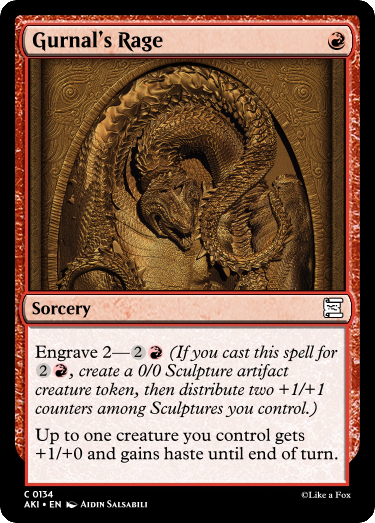 Gurnal's Rage
Sorcery
Engrave 2—2 R (If you cast this spell for
2 R, create a 0/0 Sculpture artifact
creature token, then distribute two +1/+1
counters among Sculptures you control.)
Up to one creature you control gets
+1/+0 and gains haste until end of turn.
C 0134
AKI • EN Aidin Salsabili
©Like a Fox